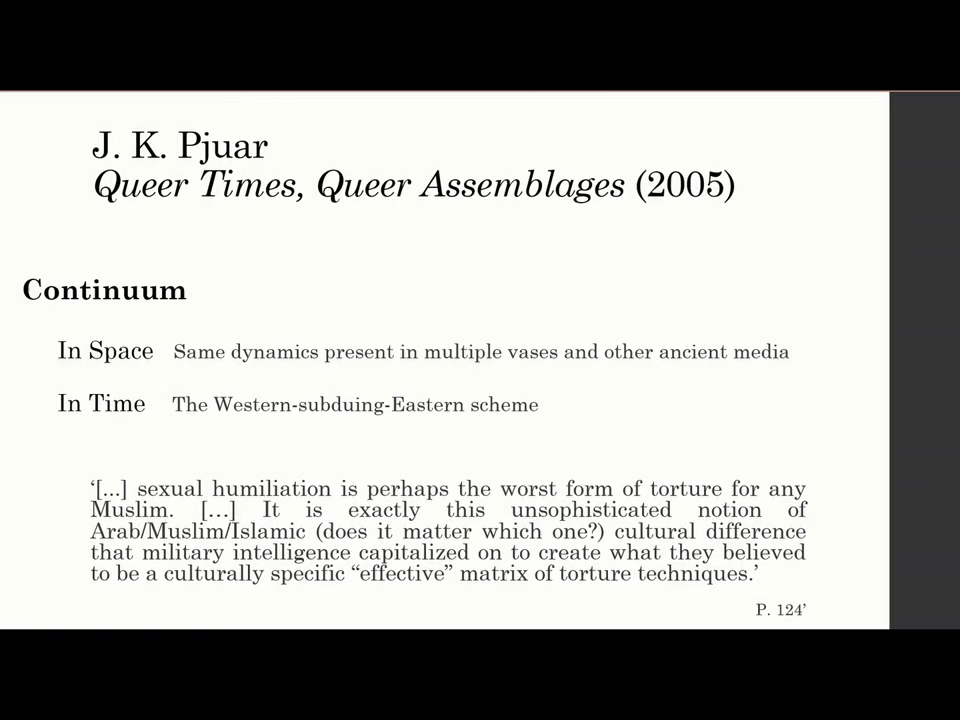 J. K. Pjuar
Queer Times, Queer Assemblages (2005)
Continuum
In Space Same dynamics present in multiple vases and other ancient media
In Time The Western-subduing-Eastern scheme
‘[...] sexual humiliation is perhaps the worst form of torture for any
Muslim. […] It is exactly this unsophisticated notion of
Arab/Muslim/Islamic (does it matter which one?) cultural difference
that military intelligence capitalized on to create what they believed
to be a culturally specific “effective” matrix of torture techniques.’
P. 124’